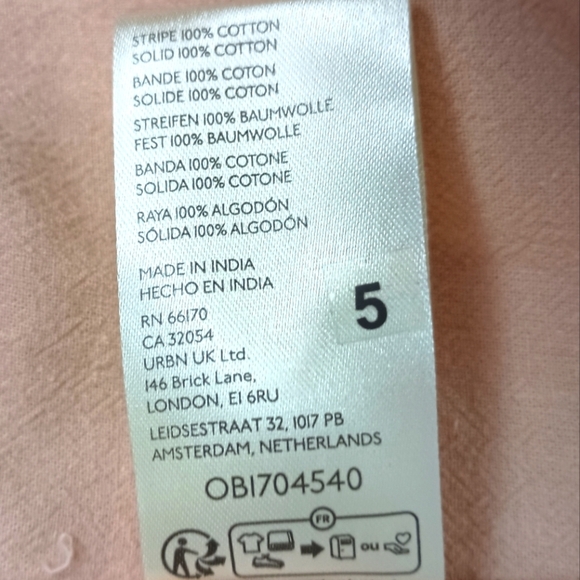 STRIPE 100% COTTON
SOLID 100% COTTON
BANDE 100% COTON
SOLIDE 100% COTON
STREIFEN 100% BAUMWOLLE
FEST 100% BAUMWOLLE
BANDA 100% COTONE
SOLIDA 100% COTONE
RAYA 100% ALGODÓN
SÓLIDA 100% ALGODÓN
MADE IN INDIA
HECHO EN INDIA
5
RN 66170
CA 32054
URBN UK Ltd.
146 Brick Lane,
LONDON, E1 6RU
LEIDSESTRAAT 32, 1017 PB
AMSTERDAM, NETHERLANDS
OB1704540
FR
ou